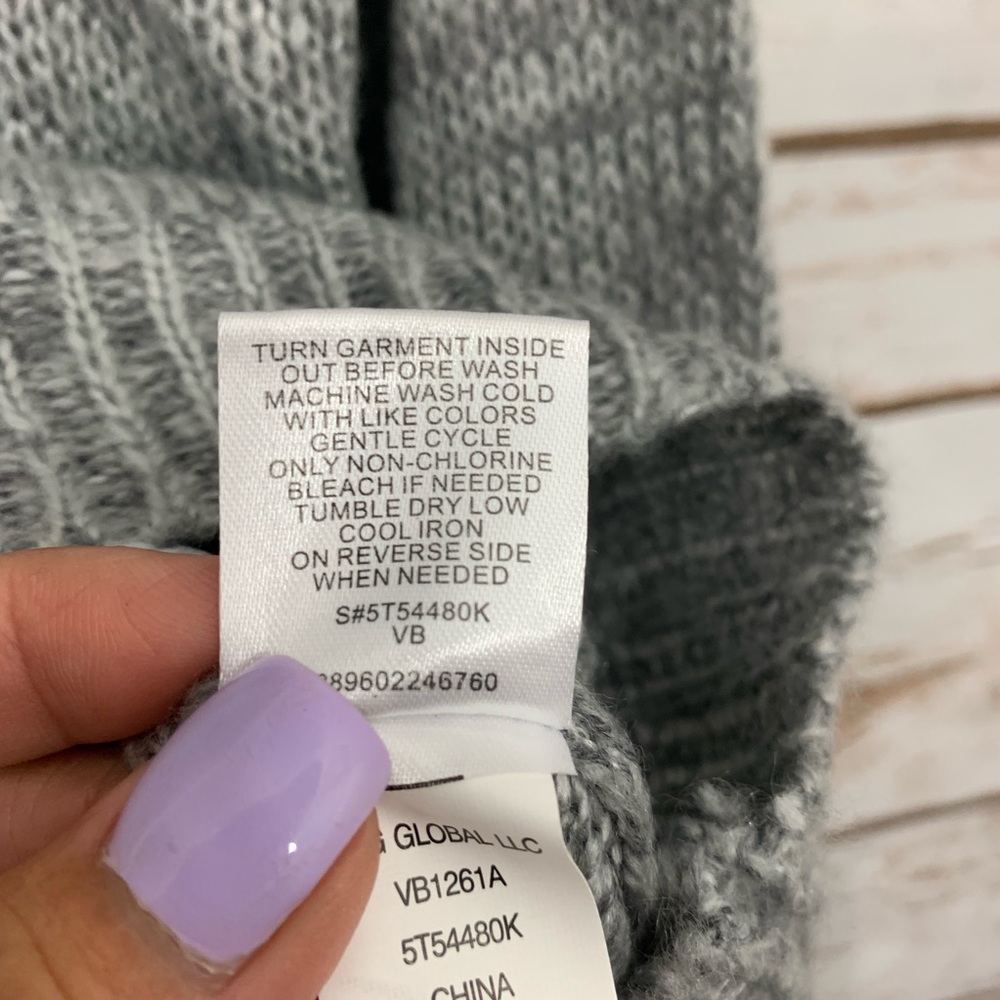 TURN GARMENT INSIDE
OUT BEFORE WASH
MACHINE WASH COLD
WITH LIKE COLORS
GENTLE CYCLE
ONLY NON-CHLORINE
BLEACH IF NEEDED
TUMBLE DRY LOW
COOL IRON
ON REVERSE SIDE
WHEN NEEDED
S#5T54480K
VB
89602246760
GLOBAL LLC
VB1261A
5T54480K
CHINA